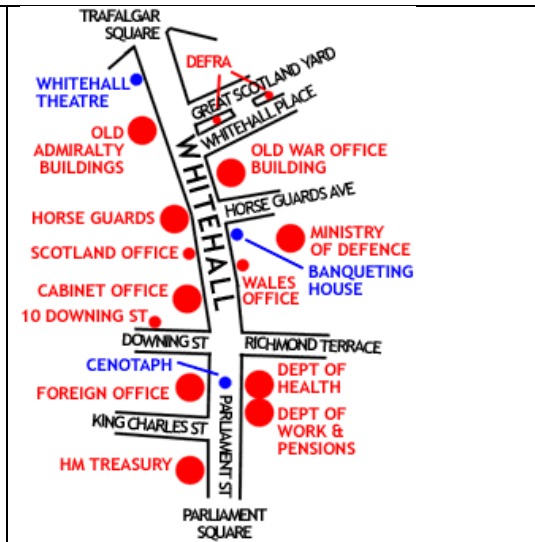 TRAFALGAR
SQUARE
DEFRA
WHITEHALL
THEATRE
GREAT SCOTLAND YARD
WHITEHALL PLACE
OLD
ADMIRALTY
BUILDINGS
OLD WAR OFFICE
BUILDING
WHITEHALL
HORSE GUARDS AVE
HORSE GUARDS
MINISTRY
OF DEFENCE
SCOTLAND OFFICE
BANQUETING
HOUSE
WALES
OFFICE
CABINET OFFICE
10 DOWNING ST
DOWNING ST
RICHMOND TERRACE
CENOTAPH
DEPT OF
HEALTH
FOREIGN OFFICE
DEPT OF
WORK &
PENSIONS
KING CHARLES ST
PARLIAMENT ST
HM TREASURY
PARLIAMENT
SQUARE